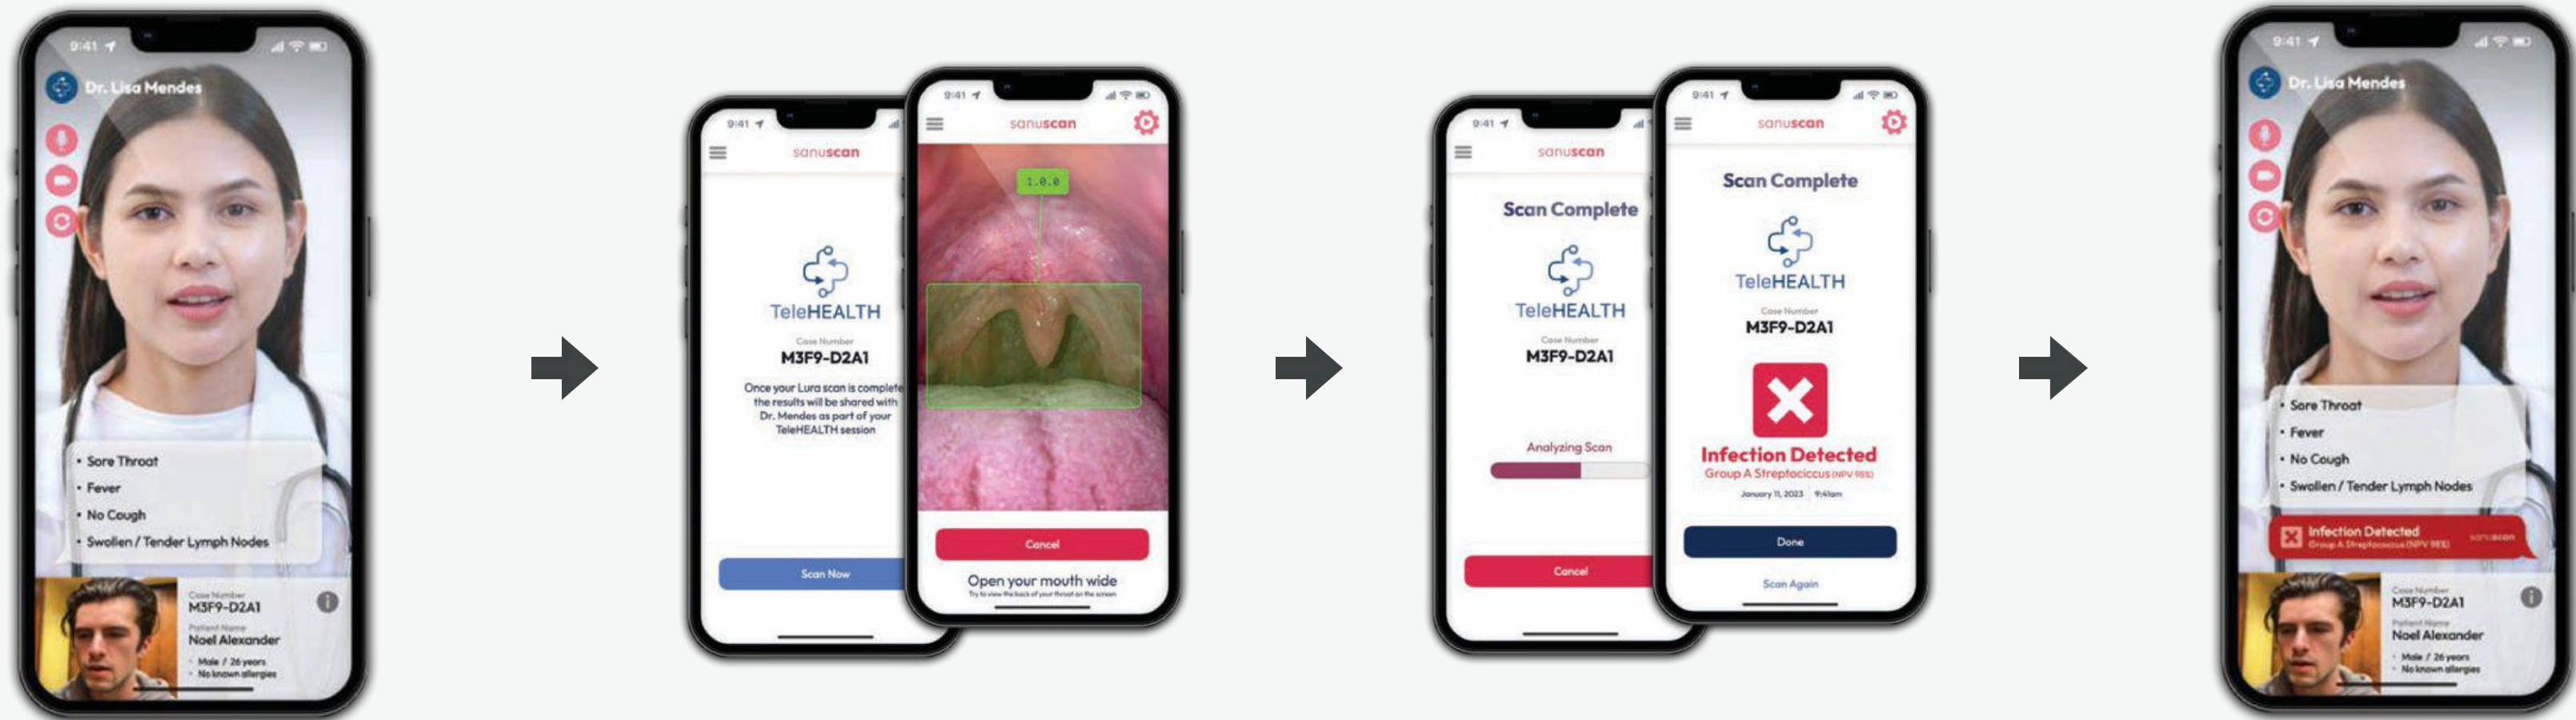 9:41
Dr. Lisa Mendes
• Sore Throat
• Fever
• No Cough
• Swollen / Tender Lymph Nodes
Case Number
M3F9-D2A1
Patient Name
Noel Alexander
• Male / 26 years
• No known allergies
9:41
sanuscan
TeleHEALTH
Case Number
M3F9-D2A1
Once your Lura scan is complete
the results will be shared with
Dr. Mendes as part of your
TeleHEALTH session
Scan Now
9:41
sanuscan
1.0.0
Cancel
Open your mouth wide
Try to view the back of your throat on the screen
9:41
sanuscan
Scan Complete
TeleHEALTH
Case Number
M3F9-D2A1
Analyzing Scan
Cancel
9:41
sanuscan
Scan Complete
TeleHEALTH
Case Number
M3F9-D2A1
Infection Detected
Group A Streptociccus (NPV 98%)
January 11, 2023 | 9:41am
Done
Scan Again
9:41
Dr. Lisa Mendes
• Sore Throat
• Fever
• No Cough
• Swollen / Tender Lymph Nodes
Infection Detected
Group A Streptococcus (NPV 98%)
sanuscan
Case Number
M3F9-D2A1
Patient Name
Noel Alexander
• Male / 26 years
• No known allergies